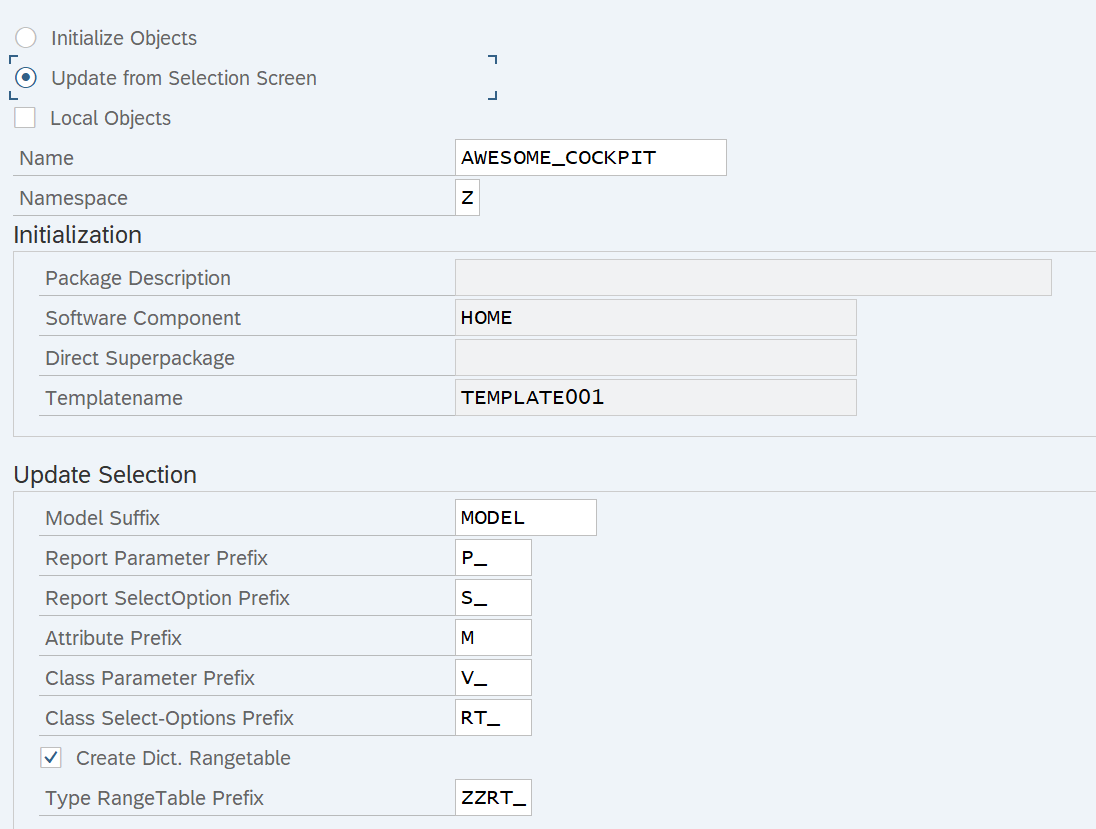 Initialize Objects
Update from Selection Screen
Local Objects
Name AWESOME_COCKPIT
Namespace Z
Initialization
Package Description
Software Component HOME
Direct Superpackage
Templatename TEMPLATE001
Update Selection
Model Suffix MODEL
Report Parameter Prefix P_
Report SelectOption Prefix S_
Attribute Prefix M
Class Parameter Prefix V_
Class Select-Options Prefix RT_
Create Dict. Rangetable
Type RangeTable Prefix ZZRT_